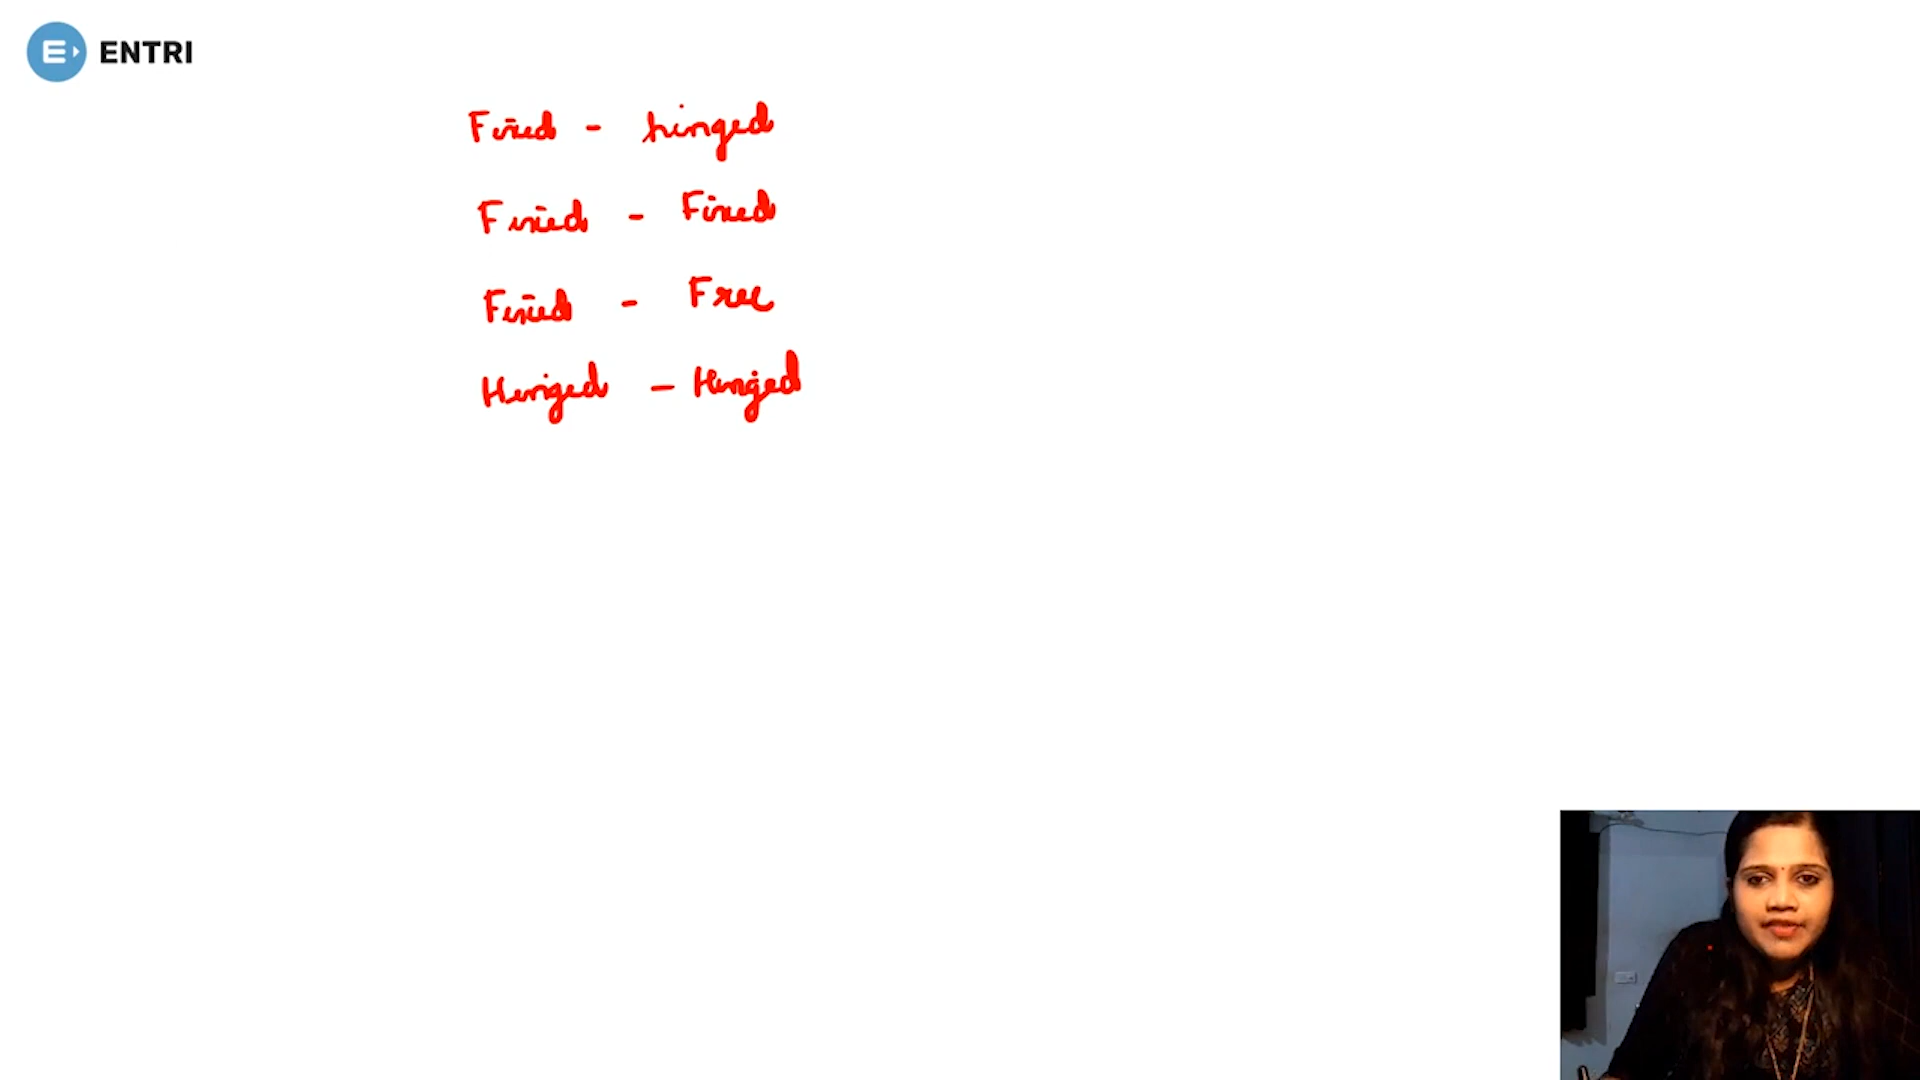 ENTRI
Fixed - hinged
Fixed - Fixed
Fixed - Free
Hinged - Hinged